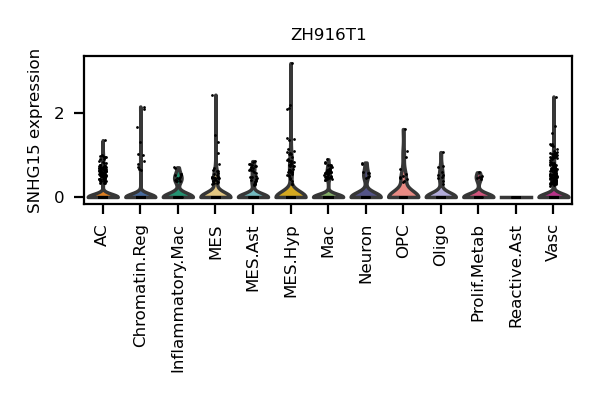 ZH916T1
SNHG15 expression
2
0
AC
Chromatin.Reg
Inflammatory.Mac
MES
MES.Ast
MES.Hyp
Mac
Neuron
OPC
Oligo
Prolif.Metab
Reactive.Ast
Vasc